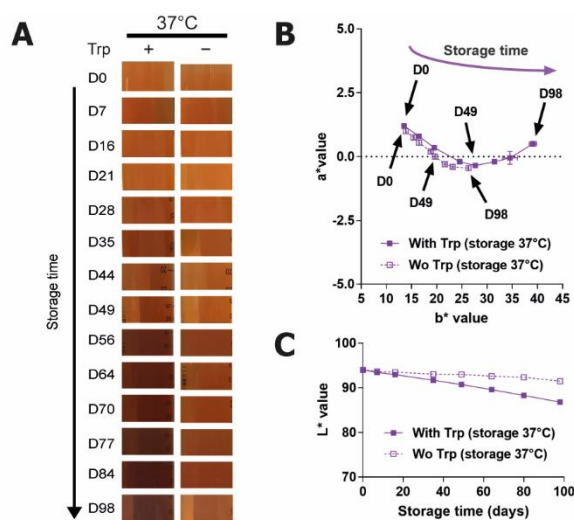 A
37°C
Trp + −
D0
D7
D16
D21
D28
D35
D44
D49
D56
D64
D70
D77
D84
D98
Storage time
B
Storage time
D0
D49
D98
D0
D49
D98
With Trp (storage 37°C)
Wo Trp (storage 37°C)
a*value
5.0
2.5
0.0
-2.5
-5.0
5 10 15 20 25 30 35 40 45
b* value
C
L* value
100
90
80
70
With Trp (storage 37°C)
Wo Trp (storage 37°C)
0 20 40 60 80 100
Storage time (days)